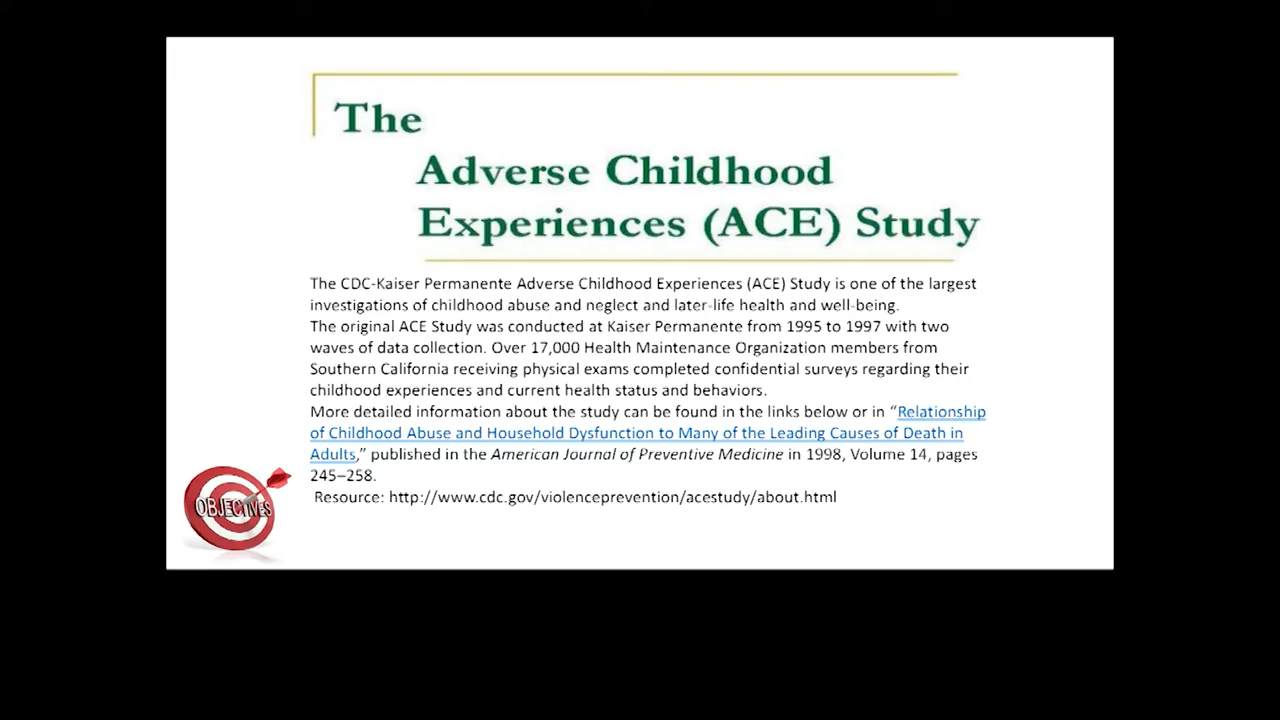 The
Adverse Childhood
Experiences (ACE) Study
The CDC-Kaiser Permanente Adverse Childhood Experiences (ACE) Study is one of the largest
investigations of childhood abuse and neglect and later-life health and well-being.
The original ACE Study was conducted at Kaiser Permanente from 1995 to 1997 with two
waves of data collection. Over 17,000 Health Maintenance Organization members from
Southern California receiving physical exams completed confidential surveys regarding their
childhood experiences and current health status and behaviors.
More detailed information about the study can be found in the links below or in “Relationship
of Childhood Abuse and Household Dysfunction to Many of the Leading Causes of Death in
Adults,” published in the American Journal of Preventive Medicine in 1998, Volume 14, pages
245–258.
Resource: http://www.cdc.gov/violenceprevention/acestudy/about.html
OBJECTIVES